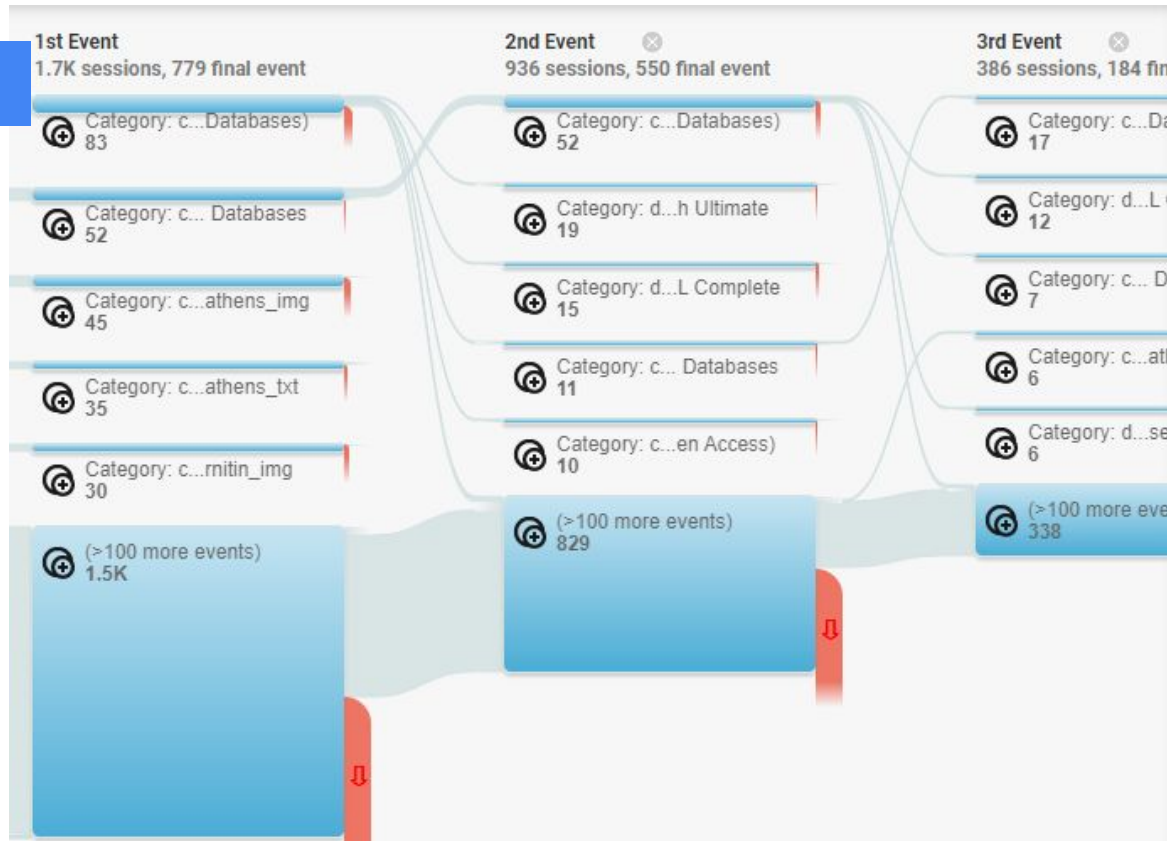 1st Event
1.7K sessions, 779 final event
Category: c...Databases)
83
Category: c... Databases
52
Category: c...athens_img
45
Category: c...athens_txt
35
Category: c...rnitin_img
30
(>100 more events)
1.5K
2nd Event
936 sessions, 550 final event
Category: c...Databases)
52
Category: d...h Ultimate
19
Category: d...L Complete
15
Category: c... Databases
11
Category: c...en Access)
10
(>100 more events)
829
3rd Event
386 sessions, 184 fin
Category: c...Da
17
Category: d...L
12
Category: c... D
7
Category: c...atl
6
Category: d...se
6
(>100 more eve
338